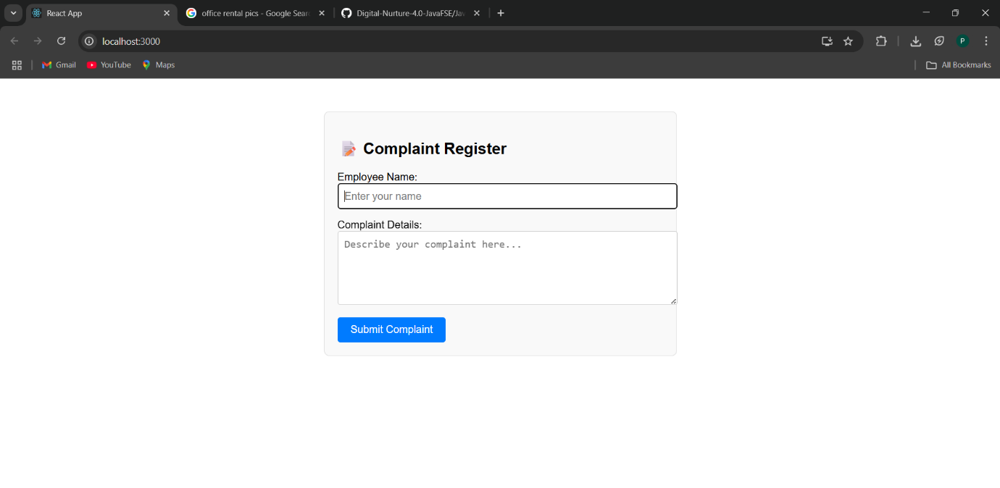 React App
office rental pics - Google Sear
Digital-Nurture-4.0-JavaFSE/Jav
localhost:3000
P
Gmail
YouTube
Maps
All Bookmarks
📝 Complaint Register
Employee Name:
Enter your name
Complaint Details:
Describe your complaint here...
Submit Complaint